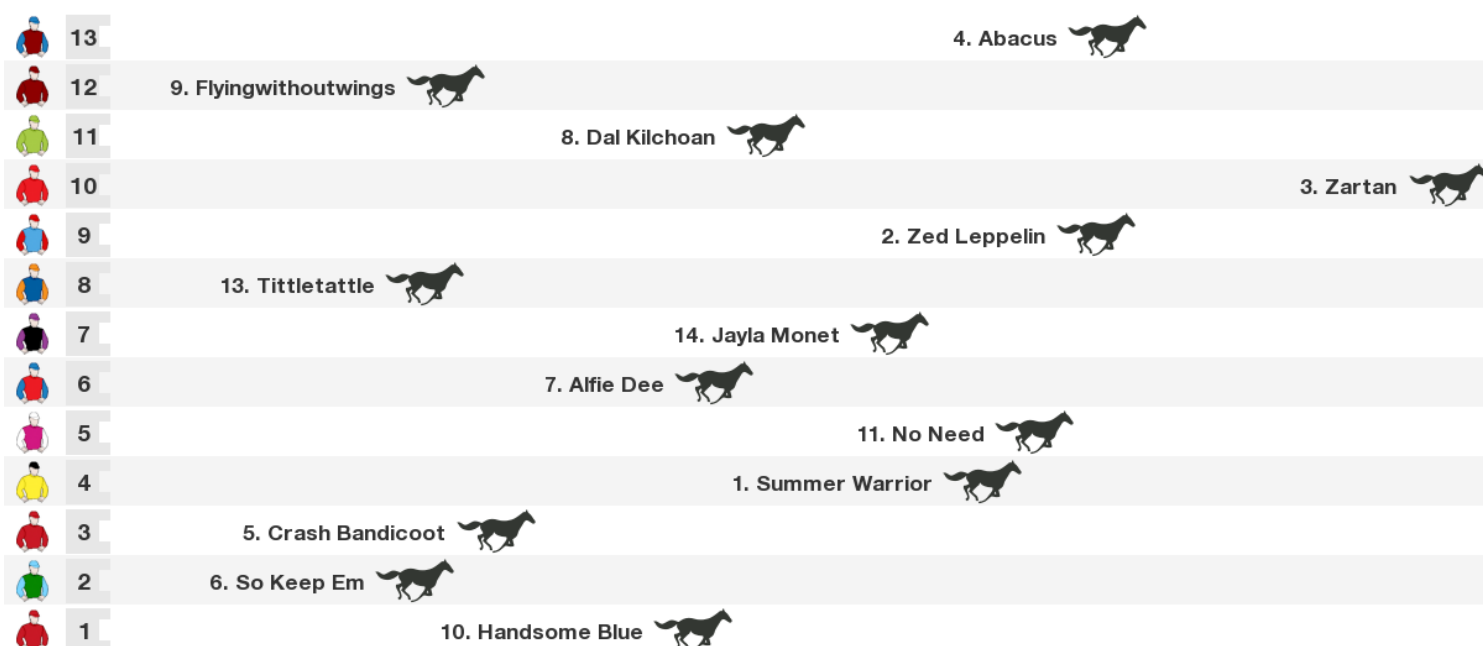 13 4. Abacus
12 9. Flyingwithoutwings
11 8. Dal Kilchoan
10 3. Zartan
9 2. Zed Leppelin
8 13. Tittletattle
7 14. Jayla Monet
6 7. Alfie Dee
5 11. No Need
4 1. Summer Warrior
3 5. Crash Bandicoot
2 6. So Keep Em
1 10. Handsome Blue